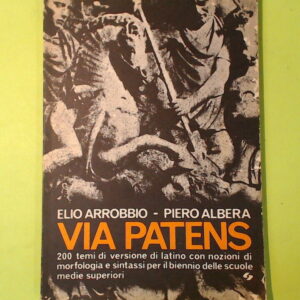 ELIO ARROBBIO - PIERO ALBERA
VIA PATENS
200 temi di versione di latino con nozioni di
morfologia e sintassi per il biennio delle scuole
medie superiori